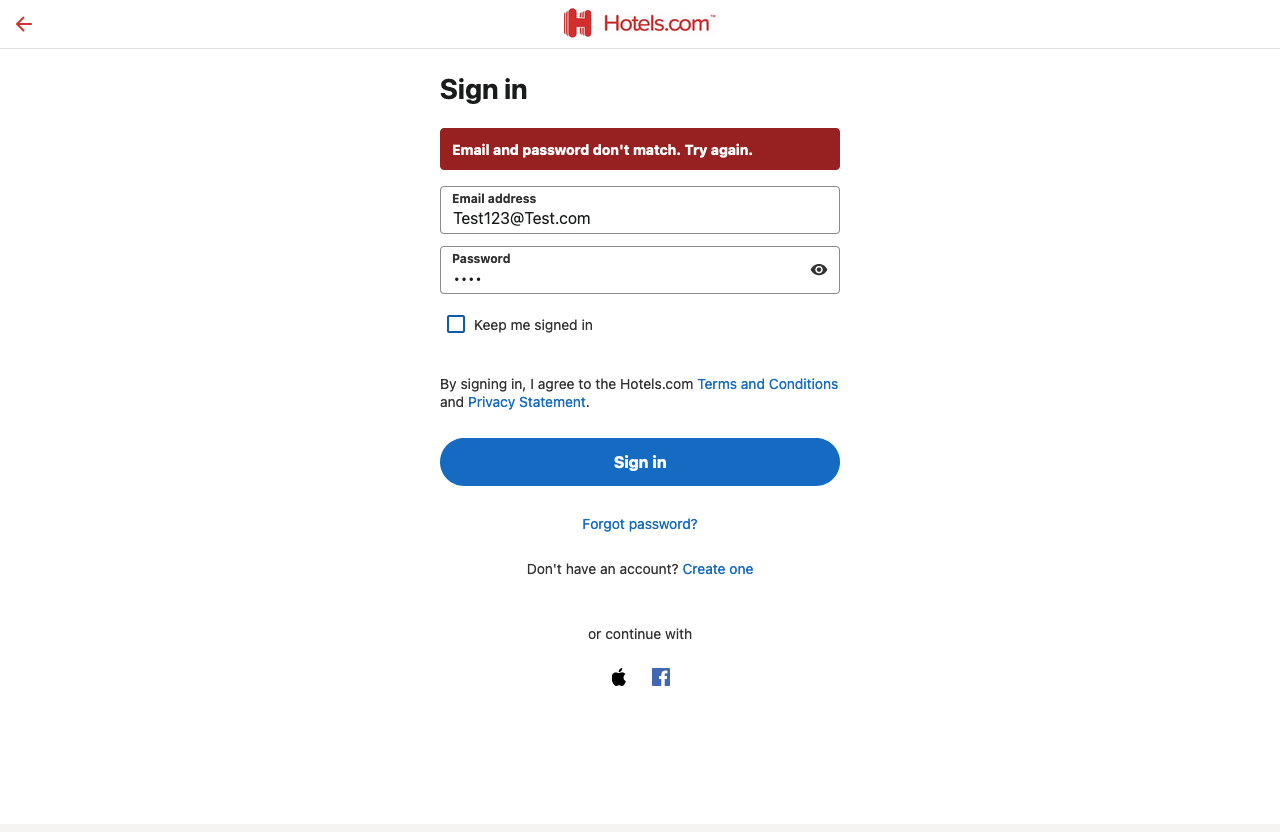 Hotels.com™
Sign in
Email and password don't match. Try again.
Email address
Test123@Test.com
Password
••••
Keep me signed in
By signing in, I agree to the Hotels.com Terms and Conditions
and Privacy Statement.
Sign in
Forgot password?
Don't have an account? Create one
or continue with